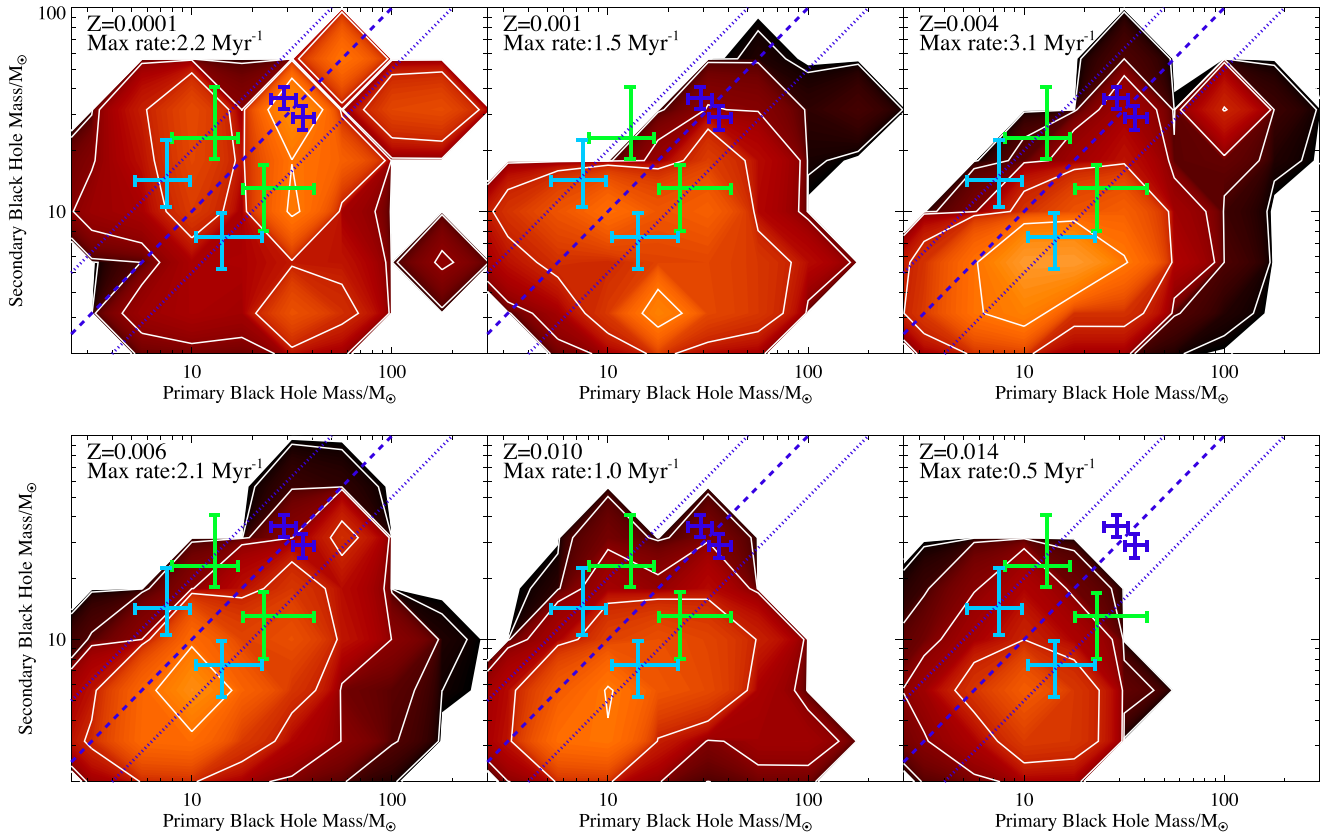 Z=0.0001
Max rate:2.2 Myr⁻¹
Z=0.001
Max rate:1.5 Myr⁻¹
Z=0.004
Max rate:3.1 Myr⁻¹
100
10
Secondary Black Hole Mass/M☉
10 100
10 100
10 100
Primary Black Hole Mass/M☉
Primary Black Hole Mass/M☉
Primary Black Hole Mass/M☉
Z=0.006
Max rate:2.1 Myr⁻¹
Z=0.010
Max rate:1.0 Myr⁻¹
Z=0.014
Max rate:0.5 Myr⁻¹
10
Secondary Black Hole Mass/M☉
10 100
10 100
10 100
Primary Black Hole Mass/M☉
Primary Black Hole Mass/M☉
Primary Black Hole Mass/M☉